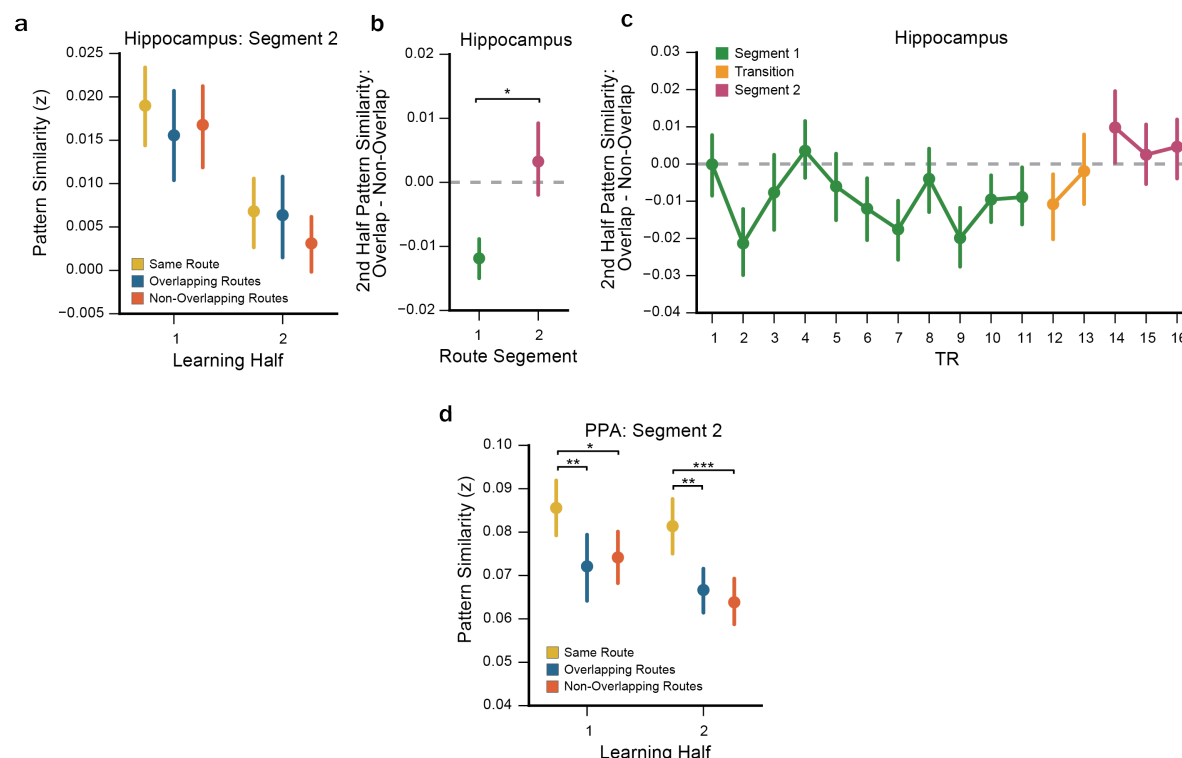 a
Hippocampus: Segment 2
Pattern Similarity (z)
0.025
0.020
0.015
0.010
0.005
0.000
−0.005
Same Route
Overlapping Routes
Non-Overlapping Routes
1 2
Learning Half
b
Hippocampus
2nd Half Pattern Similarity:
Overlap - Non-Overlap
0.02
0.01
0.00
−0.01
−0.02
*
1 2
Route Segement
c
Hippocampus
2nd Half Pattern Similarity:
Overlap - Non-Overlap
0.03
0.02
0.01
0.00
−0.01
−0.02
−0.03
−0.04
Segment 1
Transition
Segment 2
1 2 3 4 5 6 7 8 9 10 11 12 13 14 15 16
TR
d
PPA: Segment 2
Pattern Similarity (z)
0.10
0.09
0.08
0.07
0.06
0.05
0.04
*
**
***
**
Same Route
Overlapping Routes
Non-Overlapping Routes
1 2
Learning Half